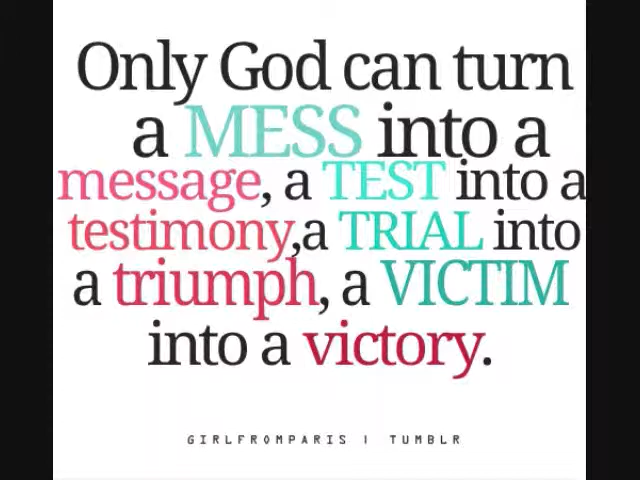 Only God can turn
a MESS into a
message, a TEST into a
testimony,a TRIAL into
a triumph, a VICTIM
into a victory.
GIRLFROMPARIS | TUMBLR